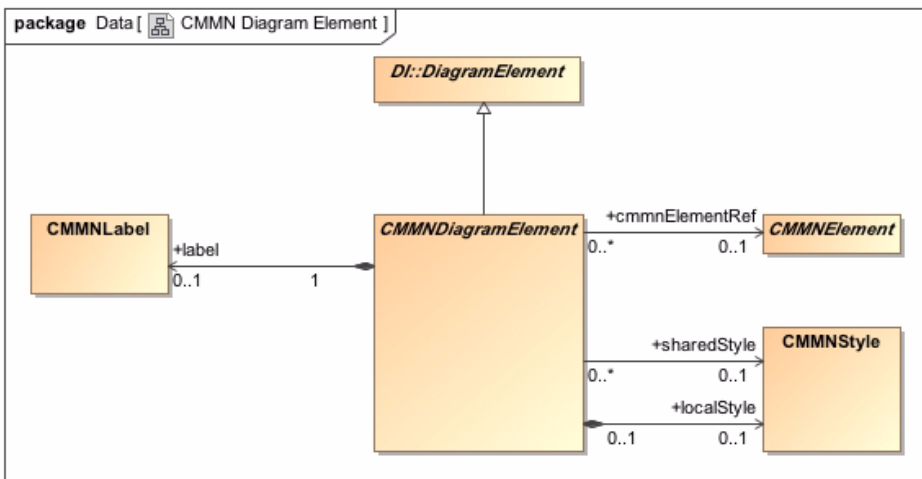 package Data [ CMMN Diagram Element ]
DI::DiagramElement
CMMNLabel
CMMNDiagramElement
+cmmnElementRef
CMMNElement
0..*
0..1
+label
0..1
1
+sharedStyle
CMMNStyle
0..*
0..1
+localStyle
0..1
0..1